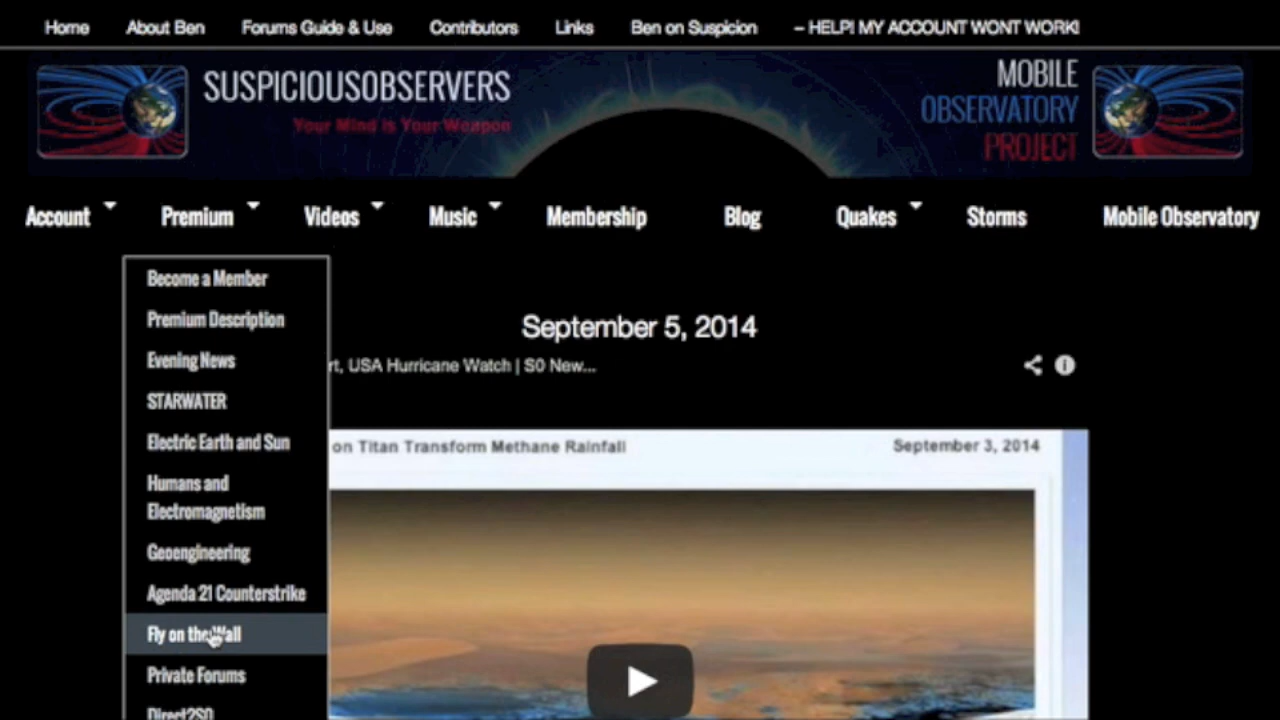 Home About Ben Forums Guide & Use Contributors Links Ben on Suspicion – HELP! MY ACCOUNT WONT WORK!
SUSPICIOUSOBSERVERS
Your Mind is Your Weapon
MOBILE
OBSERVATORY
PROJECT
Account Premium Videos Music Membership Blog Quakes Storms Mobile Observatory
Become a Member
Premium Description
Evening News
STARWATER
Electric Earth and Sun
Humans and
Electromagnetism
Geoengineering
Agenda 21 Counterstrike
Fly on the Wall
Private Forums
Direct2S0
September 5, 2014
rt, USA Hurricane Watch | S0 New...
on Titan Transform Methane Rainfall September 3, 2014